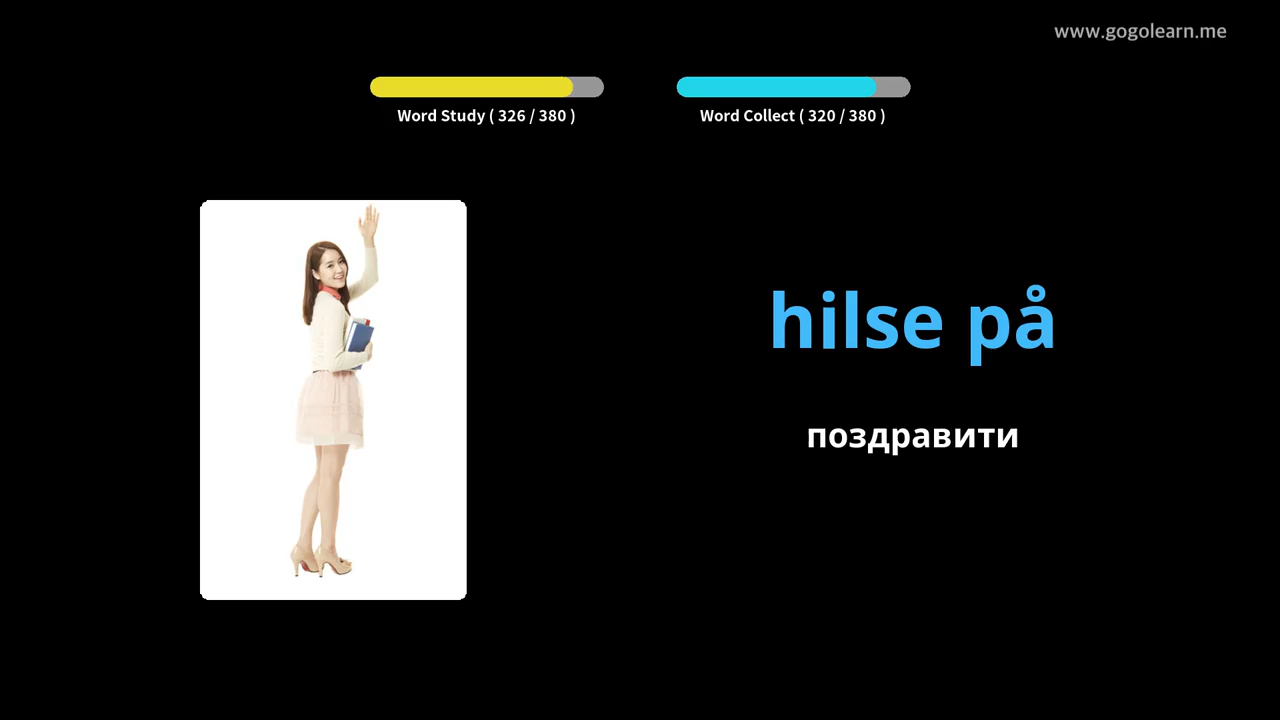 www.gogolearn.me
Word Study ( 326 / 380 )
Word Collect ( 320 / 380 )
hilse på
поздравити